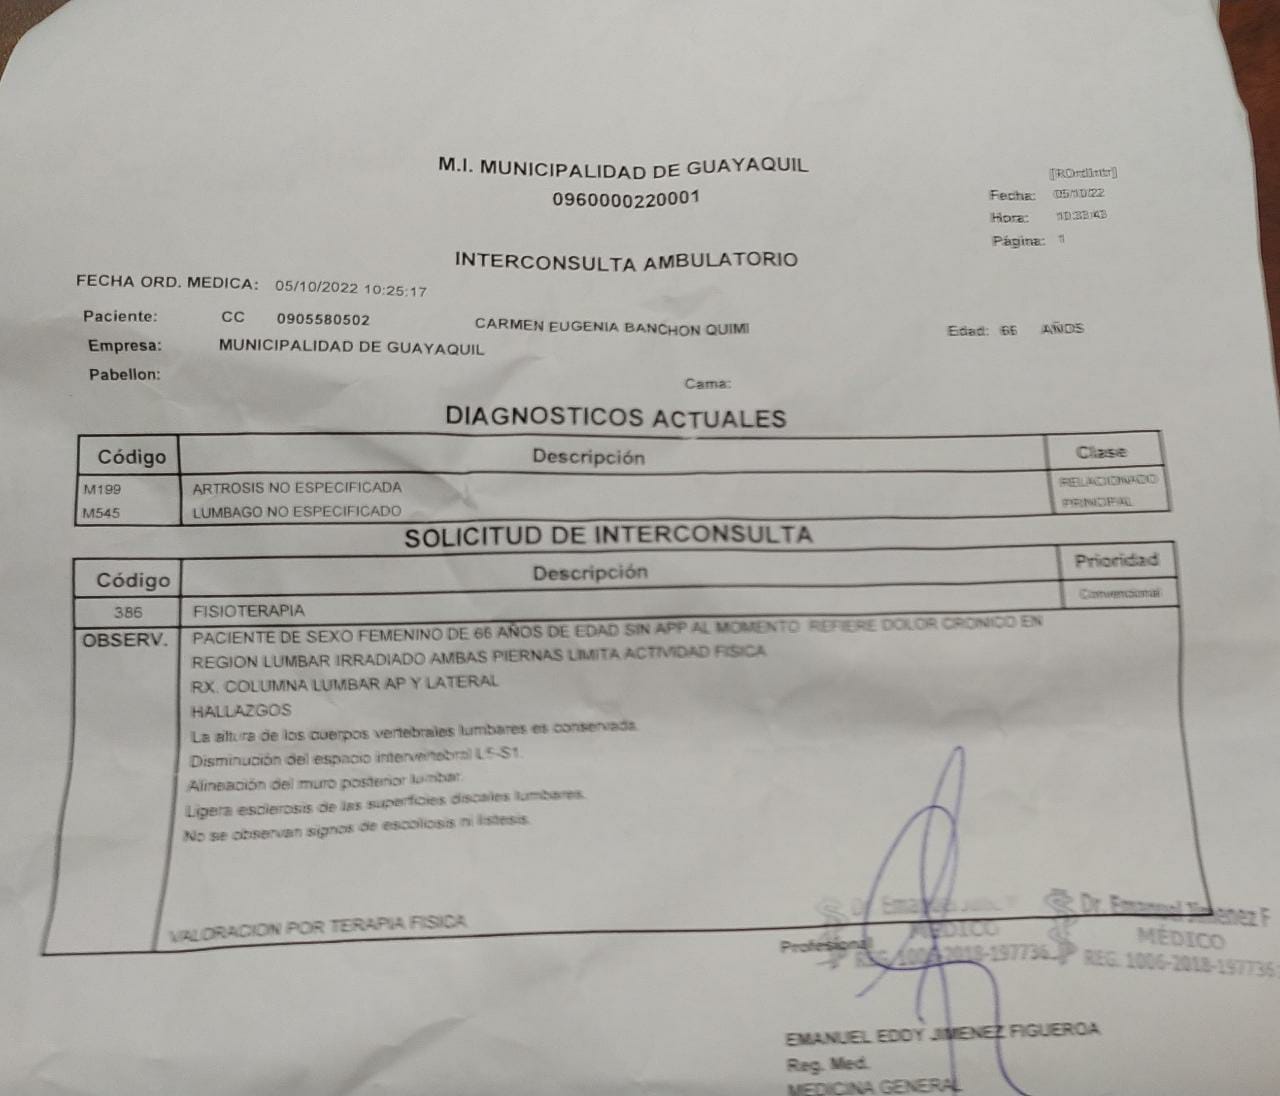 M.I. MUNICIPALIDAD DE GUAYAQUIL
0960000220001
[ROrdIntr]
Fecha: 05/10/22
Hora: 10:33:43
Página: 1
INTERCONSULTA AMBULATORIO
FECHA ORD. MEDICA: 05/10/2022 10:25:17
Paciente: CC 0905580502 CARMEN EUGENIA BANCHON QUIMI Edad: 66 AÑOS
Empresa: MUNICIPALIDAD DE GUAYAQUIL
Pabellon: Cama:
DIAGNOSTICOS ACTUALES
Código Descripción Clase
M199 ARTROSIS NO ESPECIFICADA RELACIONADO
M545 LUMBAGO NO ESPECIFICADO PRINCIPAL
SOLICITUD DE INTERCONSULTA
Código Descripción Prioridad
386 FISIOTERAPIA Convencional
OBSERV. PACIENTE DE SEXO FEMENINO DE 66 AÑOS DE EDAD SIN APP AL MOMENTO REFIERE DOLOR CRONICO EN
REGION LUMBAR IRRADIADO AMBAS PIERNAS LIMITA ACTIVIDAD FISICA
RX. COLUMNA LUMBAR AP Y LATERAL
HALLAZGOS
La altura de los cuerpos vertebrales lumbares es conservada.
Disminución del espacio intervertebral L5-S1.
Alineación del muro posterior lumbar.
Ligera esclerosis de las superficies discales lumbares.
No se observan signos de escoliosis ni listesis.
VALORACION POR TERAPIA FISICA
Dr. Emanuel
MÉDICO
REG. 1006-2018-197736
Dr. Emanuel Jimenez F
MÉDICO
REG. 1006-2018-197736
Profesional
EMANUEL EDDY JIMENEZ FIGUEROA
Reg. Med.
MEDICINA GENERAL